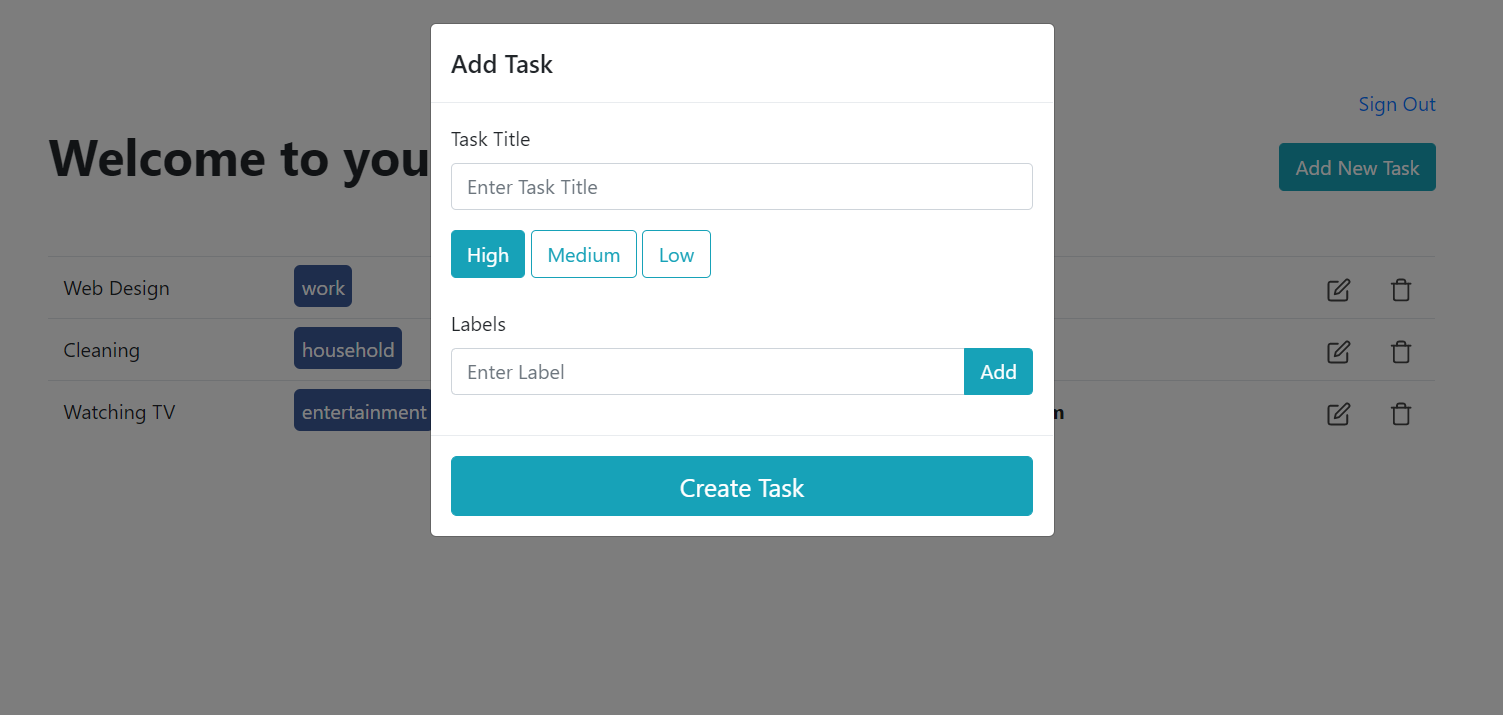 Add Task
Sign Out
Task Title
Welcome to you
Add New Task
Enter Task Title
High Medium Low
Web Design work
Labels
Cleaning household
Enter Label Add
Watching TV entertainment
Create Task